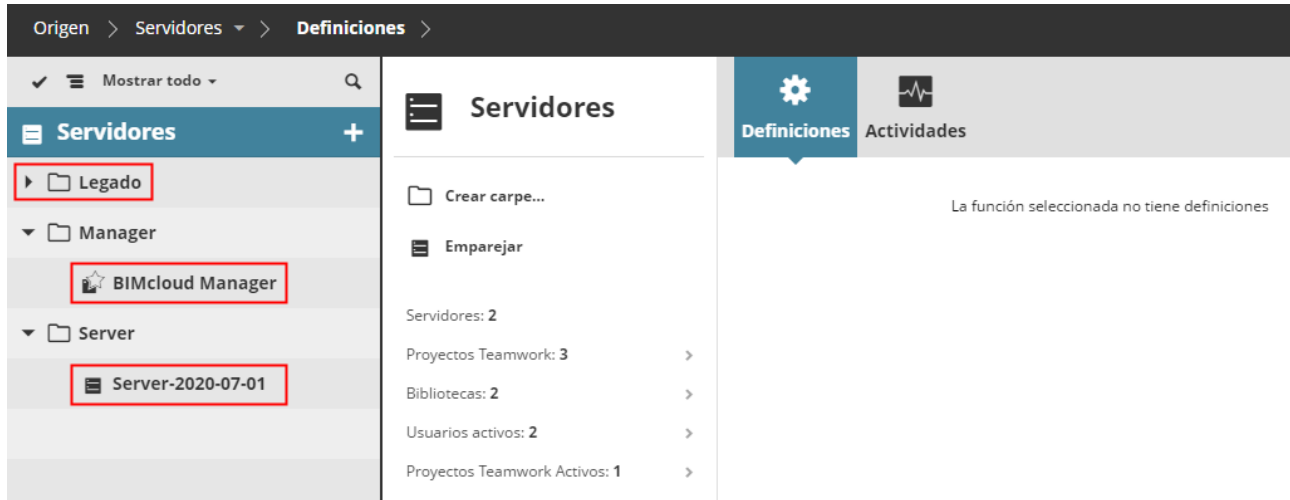 Origen > Servidores > Definiciones >
Mostrar todo
Servidores +
Legado
Manager
BIMcloud Manager
Server
Server-2020-07-01
Servidores
Crear carpe...
Emparejar
Servidores: 2
Proyectos Teamwork: 3
Bibliotecas: 2
Usuarios activos: 2
Proyectos Teamwork Activos: 1
Definiciones Actividades
La función seleccionada no tiene definiciones